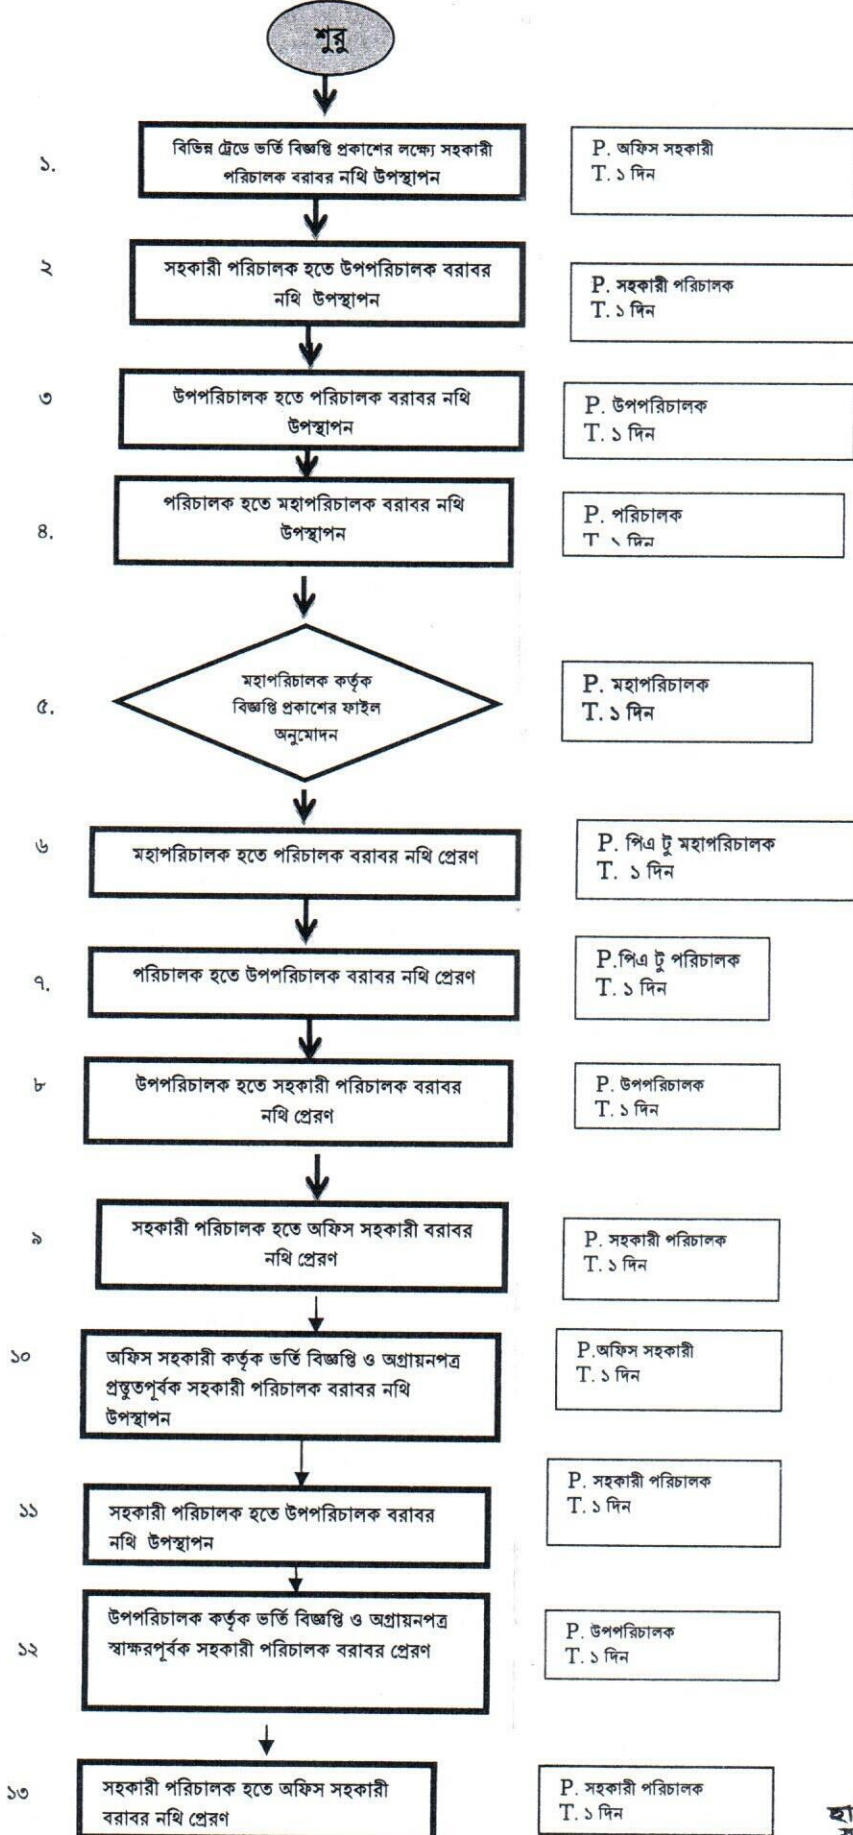 শুরু
১.
বিভিন্ন ট্রেডে ভর্তি বিজ্ঞপ্তি প্রকাশের লক্ষ্যে সহকারী
পরিচালক বরাবর নথি উপস্থাপন
P. অফিস সহকারী
T. ১ দিন
২
সহকারী পরিচালক হতে উপপরিচালক বরাবর
নথি উপস্থাপন
P. সহকারী পরিচালক
T. ১ দিন
৩
উপপরিচালক হতে পরিচালক বরাবর নথি
উপস্থাপন
P. উপপরিচালক
T. ১ দিন
৪.
পরিচালক হতে মহাপরিচালক বরাবর নথি
উপস্থাপন
P. পরিচালক
T ১ দিন
৫.
মহাপরিচালক কর্তৃক
বিজ্ঞপ্তি প্রকাশের ফাইল
অনুমোদন
P. মহাপরিচালক
T. ১ দিন
৬
মহাপরিচালক হতে পরিচালক বরাবর নথি প্রেরণ
P. পিএ টু মহাপরিচালক
T. ১ দিন
৭.
পরিচালক হতে উপপরিচালক বরাবর নথি প্রেরণ
P.পিএ টু পরিচালক
T. ১ দিন
৮
উপপরিচালক হতে সহকারী পরিচালক বরাবর
নথি প্রেরণ
P. উপপরিচালক
T. ১ দিন
৯
সহকারী পরিচালক হতে অফিস সহকারী বরাবর
নথি প্রেরণ
P. সহকারী পরিচালক
T. ১ দিন
১০
অফিস সহকারী কর্তৃক ভর্তি বিজ্ঞপ্তি ও অগ্রায়নপত্র
প্রস্তুতপূর্বক সহকারী পরিচালক বরাবর নথি
উপস্থাপন
P.অফিস সহকারী
T. ১ দিন
১১
সহকারী পরিচালক হতে উপপরিচালক বরাবর
নথি উপস্থাপন
P. সহকারী পরিচালক
T. ১ দিন
১২
উপপরিচালক কর্তৃক ভর্তি বিজ্ঞপ্তি ও অগ্রায়নপত্র
স্বাক্ষরপূর্বক সহকারী পরিচালক বরাবর প্রেরণ
P. উপপরিচালক
T. ১ দিন
১৩
সহকারী পরিচালক হতে অফিস সহকারী
বরাবর নথি প্রেরণ
P. সহকারী পরিচালক
T. ১ দিন